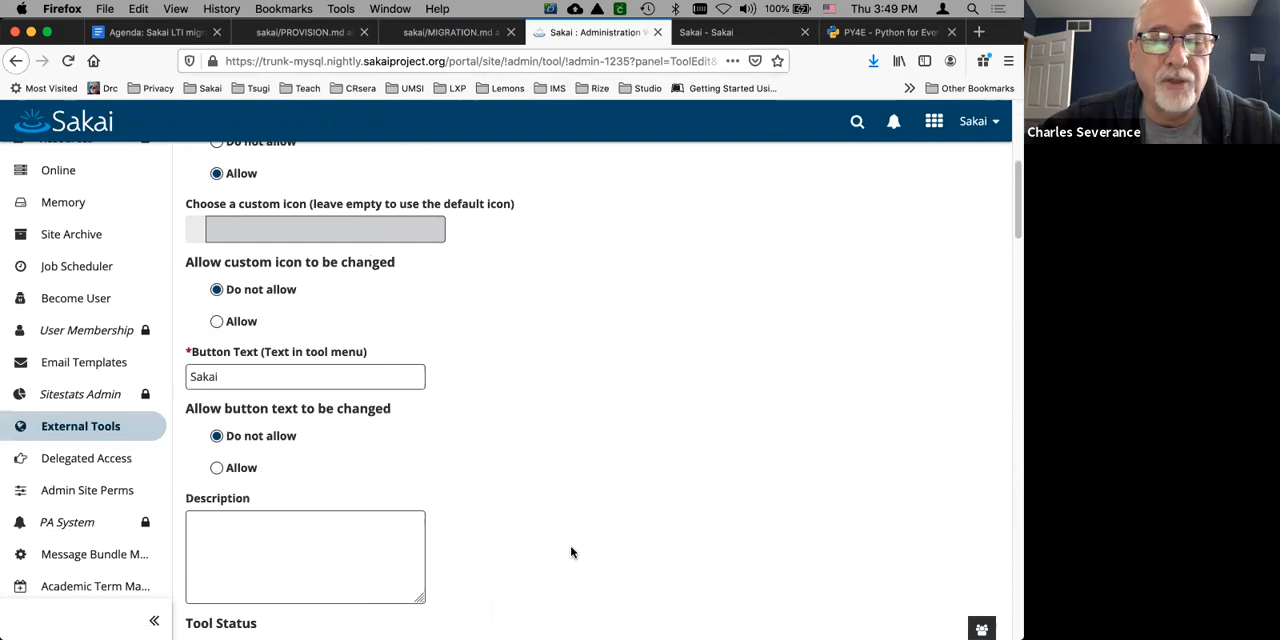 Firefox File Edit View History Bookmarks Tools Window Help 100% Thu 3:49 PM
Agenda: Sakai LTI migr
sakai/PROVISION.md a
sakai/MIGRATION.md a
Sakai : Administration W
Sakai - Sakai
PY4E - Python for Ever
https://trunk-mysql.nightly.sakaiproject.org/portal/site/!admin/tool/!admin-1235?panel=ToolEdit&
Most Visited Drc Privacy Sakai Tsugi Teach CRsera UMSI LXP Lemons IMS Rize Studio Getting Started Usi... Other Bookmarks
Charles Severance
Sakai
Sakai
Resources
Online
Memory
Site Archive
Job Scheduler
Become User
User Membership
Email Templates
Sitestats Admin
External Tools
Delegated Access
Admin Site Perms
PA System
Message Bundle M...
Academic Term Ma...
Do not allow
Allow
Choose a custom icon (leave empty to use the default icon)
Allow custom icon to be changed
Do not allow
Allow
*Button Text (Text in tool menu)
Sakai
Allow button text to be changed
Do not allow
Allow
Description
Tool Status